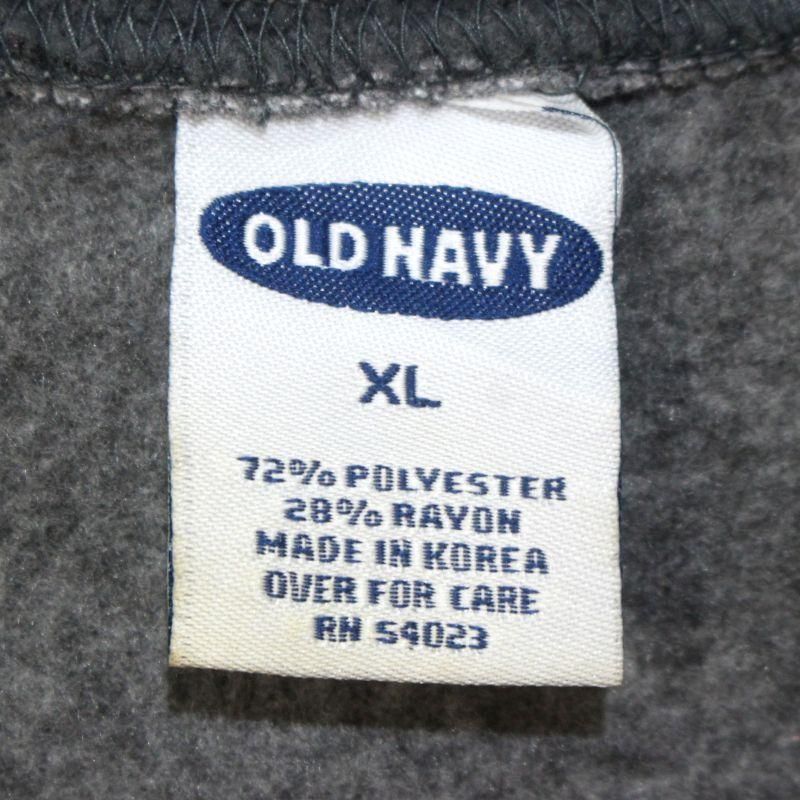 OLD NAVY
XL
72% POLYESTER
28% RAYON
MADE IN KOREA
OVER FOR CARE
RN 54023